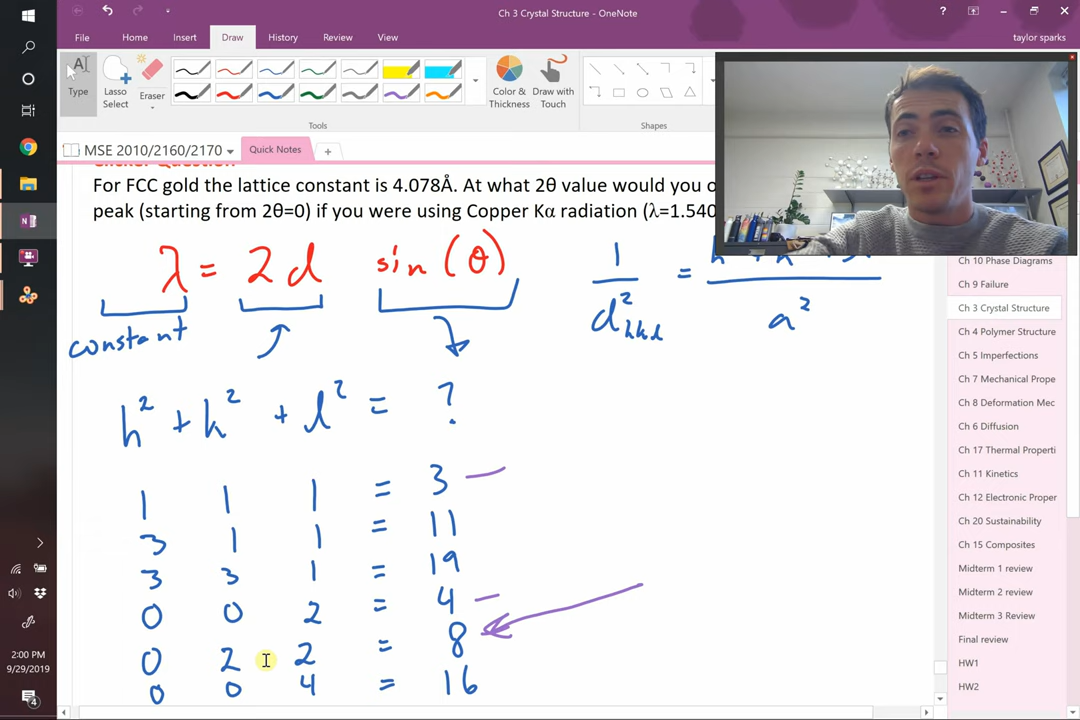 Ch 3 Crystal Structure - OneNote
?
taylor sparks
File Home Insert Draw History Review View
Type
Lasso Select
Eraser
Color & Thickness
Draw with Touch
Tools
Shapes
MSE 2010/2160/2170
Quick Notes
+
Clicker Question
For FCC gold the lattice constant is 4.078Å. At what 2θ value would you o
peak (starting from 2θ=0) if you were using Copper Kα radiation (λ=1.540
λ = 2d sin (θ)
constant
1 / d²hkl = / a²
h² + k² + l² = ?
1 1 1 = 3
3 1 1 = 11
3 3 1 = 19
0 0 2 = 4
0 2 2 = 8
0 0 4 = 16
Ch 10 Phase Diagrams
Ch 9 Failure
Ch 3 Crystal Structure
Ch 4 Polymer Structure
Ch 5 Imperfections
Ch 7 Mechanical Prope
Ch 8 Deformation Mec
Ch 6 Diffusion
Ch 17 Thermal Properti
Ch 11 Kinetics
Ch 12 Electronic Proper
Ch 20 Sustainability
Ch 15 Composites
Midterm 1 review
Midterm 2 review
Midterm 3 Review
Final review
HW1
HW2
2:00 PM
9/29/2019
4